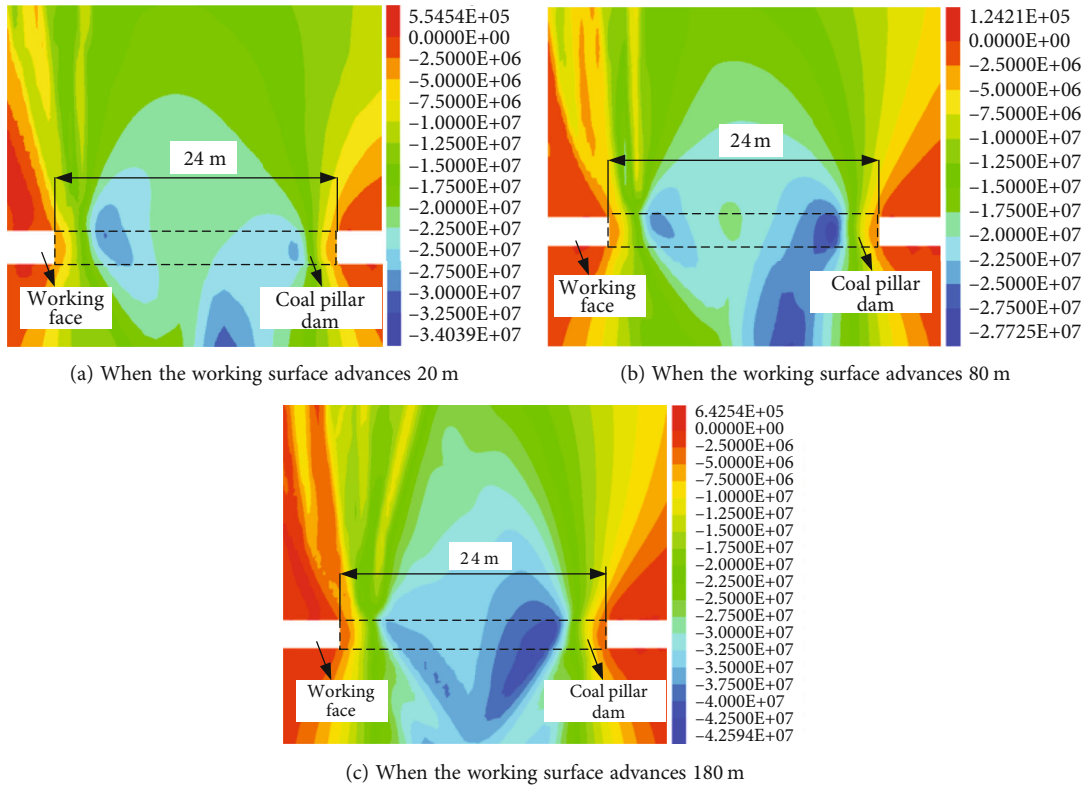 5.5454E+05
0.0000E+00
−2.5000E+06
−5.0000E+06
−7.5000E+06
−1.0000E+07
−1.2500E+07
−1.5000E+07
−1.7500E+07
−2.0000E+07
−2.2500E+07
−2.5000E+07
−2.7500E+07
−3.0000E+07
−3.2500E+07
−3.4039E+07
24 m
Working
face
Coal pillar
dam
(a) When the working surface advances 20 m
1.2421E+05
0.0000E+00
−2.5000E+06
−5.0000E+06
−7.5000E+06
−1.0000E+07
−1.2500E+07
−1.5000E+07
−1.7500E+07
−2.0000E+07
−2.2500E+07
−2.5000E+07
−2.7500E+07
−2.7725E+07
24 m
Working
face
Coal pillar
dam
(b) When the working surface advances 80 m
6.4254E+05
0.0000E+00
−2.5000E+06
−5.0000E+06
−7.5000E+06
−1.0000E+07
−1.2500E+07
−1.5000E+07
−1.7500E+07
−2.0000E+07
−2.2500E+07
−2.5000E+07
−2.7500E+07
−3.0000E+07
−3.2500E+07
−3.5000E+07
−3.7500E+07
−4.000E+07
−4.2500E+07
−4.2594E+07
24 m
Working
face
Coal pillar
dam
(c) When the working surface advances 180 m